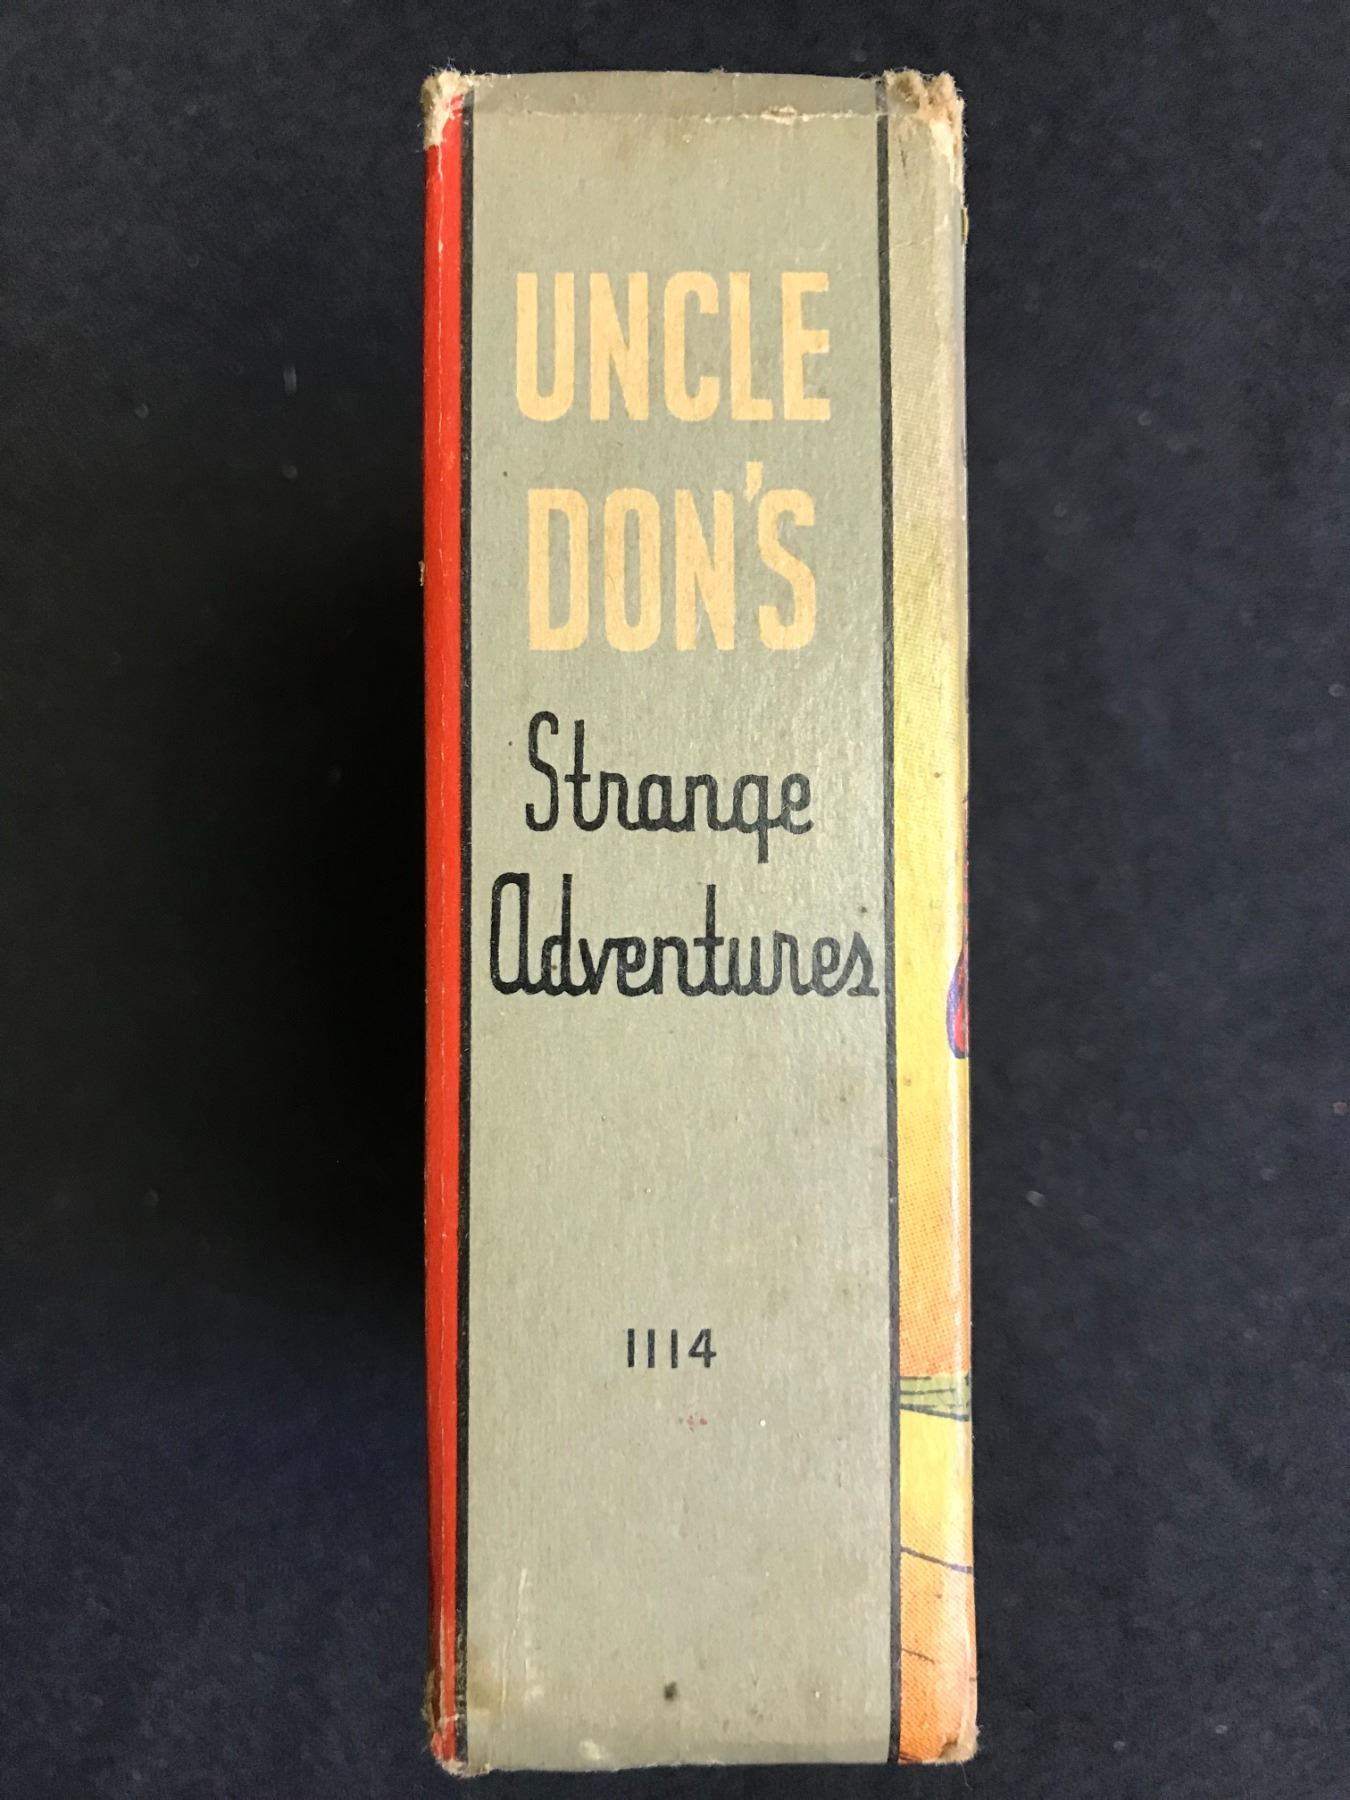 UNCLE
DON'S
Strange
Adventures
1114